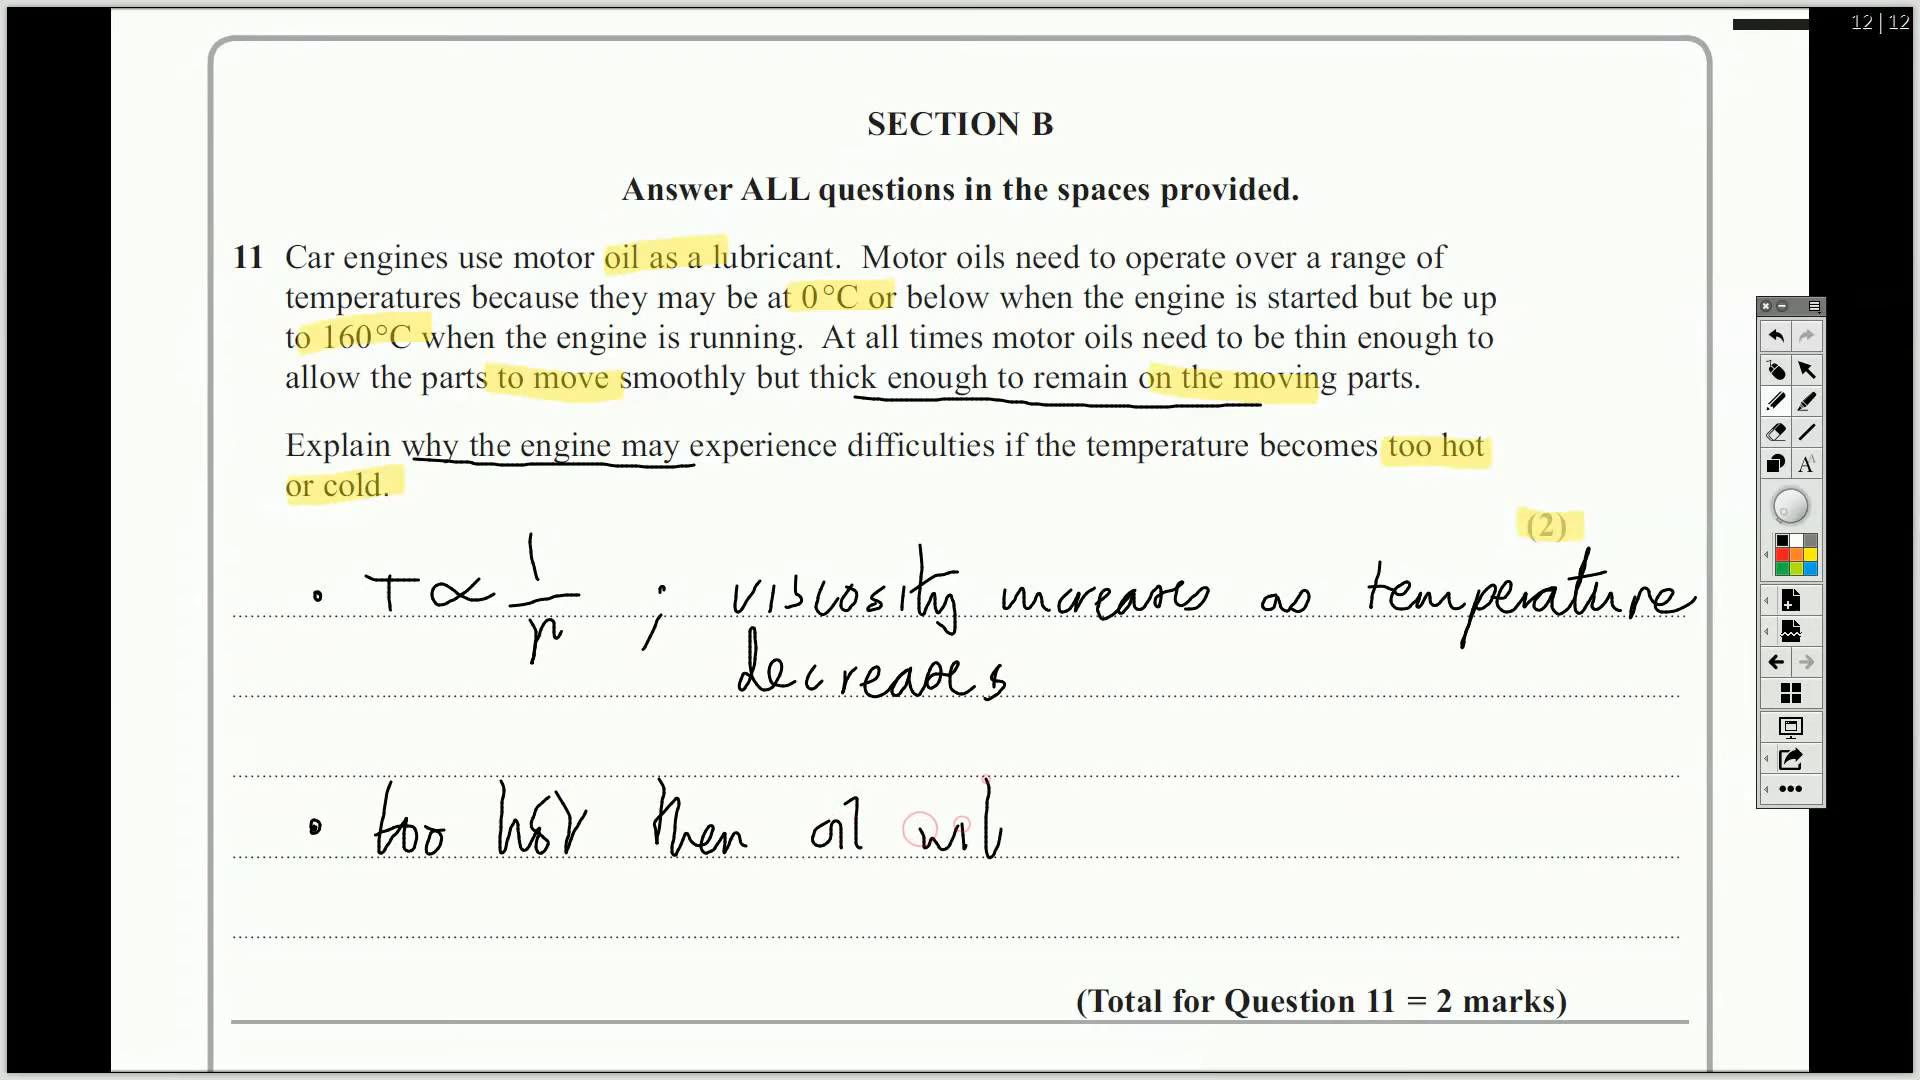 12|12
SECTION B
Answer ALL questions in the spaces provided.
11 Car engines use motor oil as a lubricant. Motor oils need to operate over a range of
temperatures because they may be at 0 °C or below when the engine is started but be up
to 160 °C when the engine is running. At all times motor oils need to be thin enough to
allow the parts to move smoothly but thick enough to remain on the moving parts.
Explain why the engine may experience difficulties if the temperature becomes too hot
or cold.
(2)
• T ∝ 1/η ; viscosity increases as temperature
decreases
• too hot then oil wil
(Total for Question 11 = 2 marks)